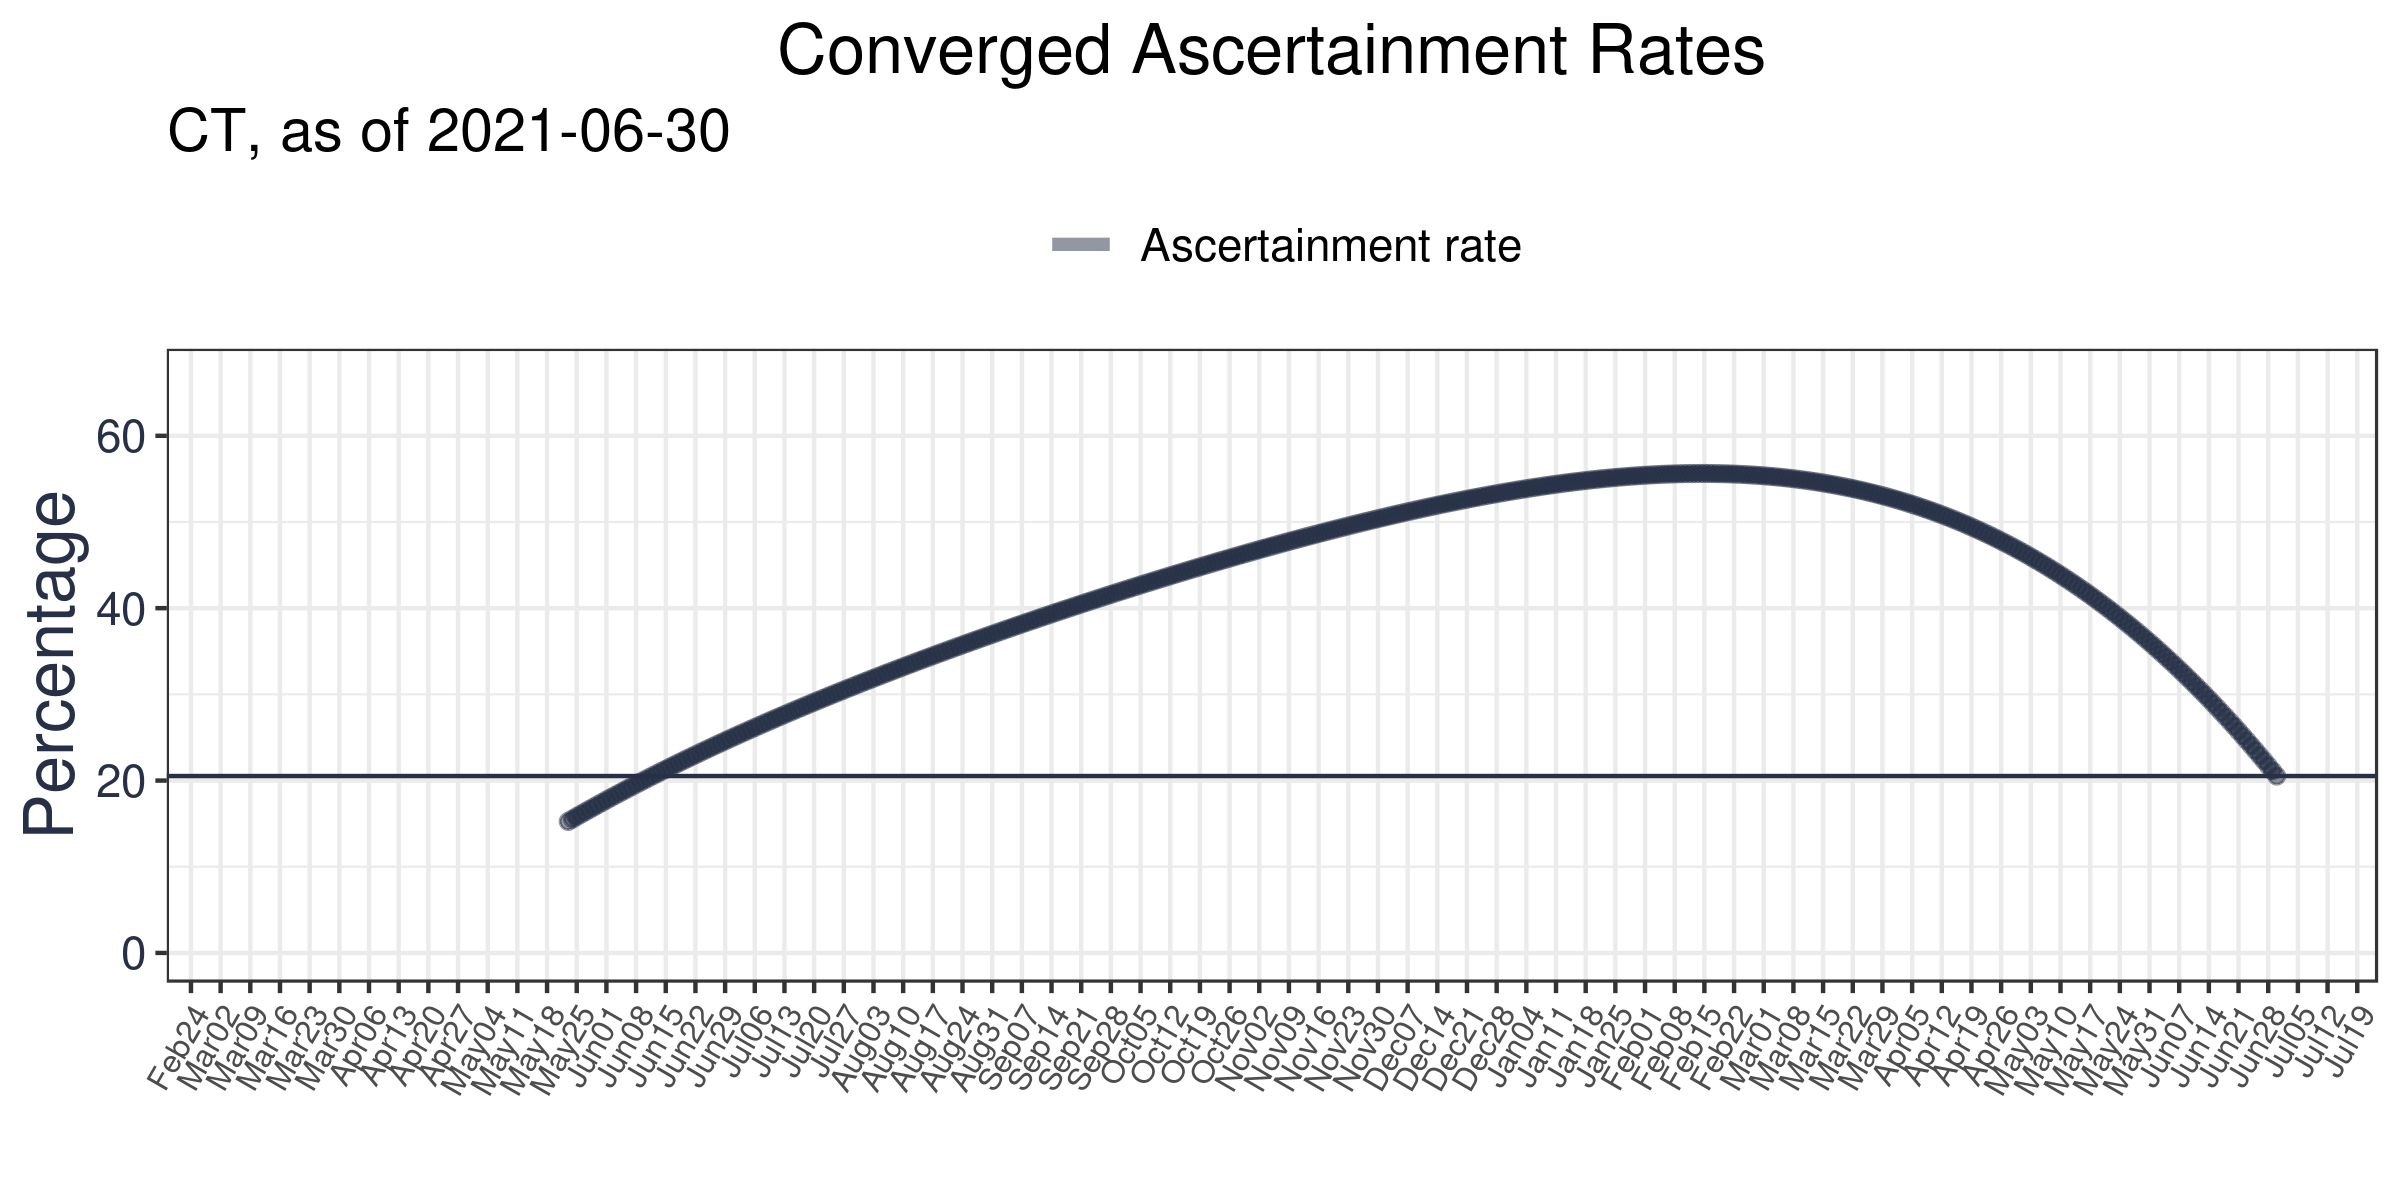 Converged Ascertainment Rates
CT, as of 2021-06-30
Ascertainment rate
Percentage
60
40
20
0
Feb24
Mar02
Mar09
Mar16
Mar23
Mar30
Apr06
Apr13
Apr20
Apr27
May04
May11
May18
May25
Jun01
Jun08
Jun15
Jun22
Jun29
Jul06
Jul13
Jul20
Jul27
Aug03
Aug10
Aug17
Aug24
Aug31
Sep07
Sep14
Sep21
Sep28
Oct05
Oct12
Oct19
Oct26
Nov02
Nov09
Nov16
Nov23
Nov30
Dec07
Dec14
Dec21
Dec28
Jan04
Jan11
Jan18
Jan25
Feb01
Feb08
Feb15
Feb22
Mar01
Mar08
Mar15
Mar22
Mar29
Apr05
Apr12
Apr19
Apr26
May03
May10
May17
May24
May31
Jun07
Jun14
Jun21
Jun28
Jul05
Jul12
Jul19